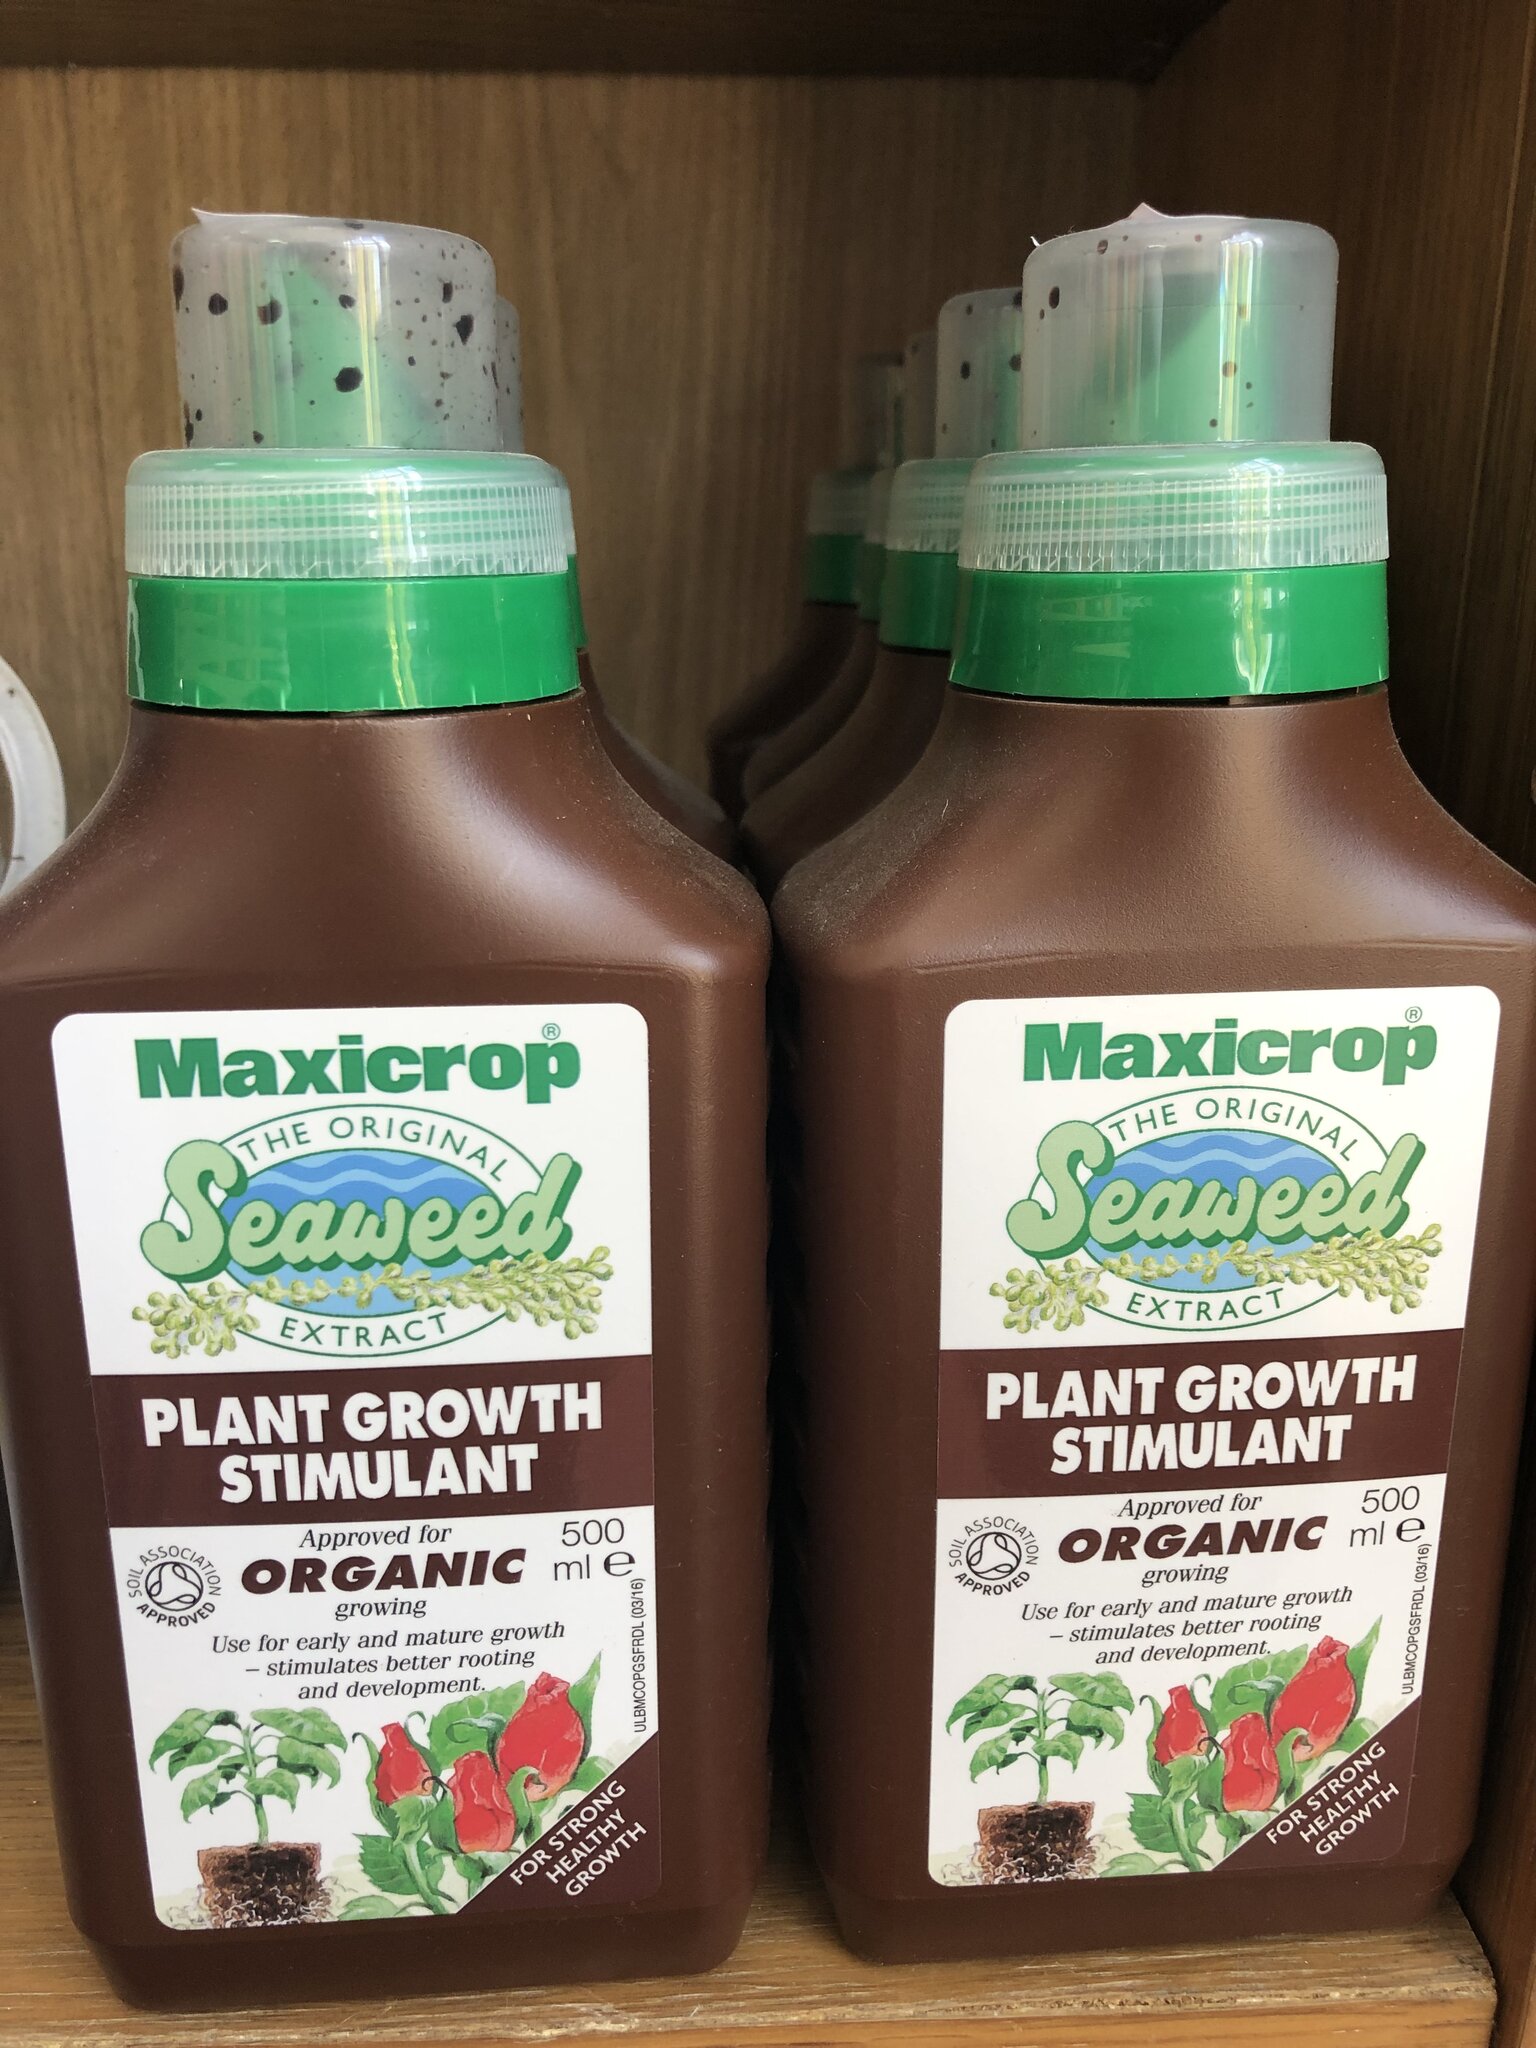 Maxicrop®
THE ORIGINAL
Seaweed
EXTRACT
PLANT GROWTH
STIMULANT
SOIL ASSOCIATION
APPROVED
Approved for
ORGANIC
growing
500
ml e
Use for early and mature growth
– stimulates better rooting
and development.
ULBMCOPGSFRDL (03/16)
FOR STRONG
HEALTHY
GROWTH
Maxicrop®
THE ORIGINAL
Seaweed
EXTRACT
PLANT GROWTH
STIMULANT
SOIL ASSOCIATION
APPROVED
Approved for
ORGANIC
growing
500
ml e
Use for early and mature growth
– stimulates better rooting
and development.
ULBMCOPGSFRDL (03/16)
FOR STRONG
HEALTHY
GROWTH